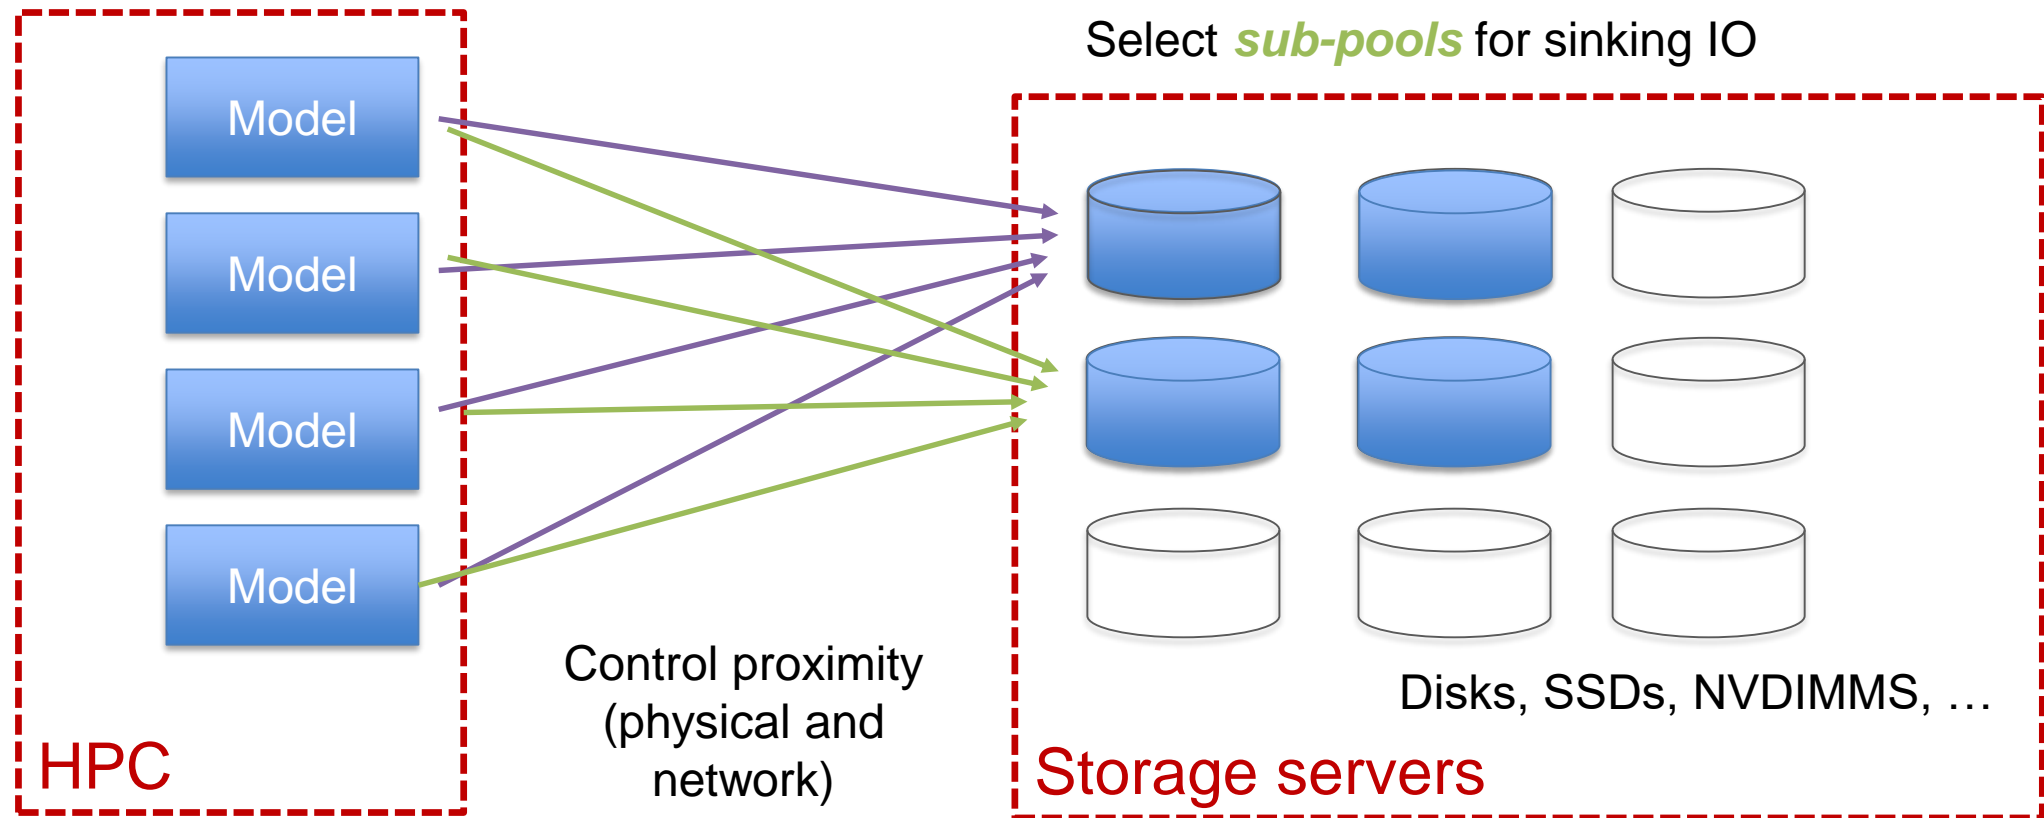 Select sub-pools for sinking IO
Model
Model
Model
Model
Control proximity
(physical and
network)
Disks, SSDs, NVDIMMS, …
HPC
Storage servers